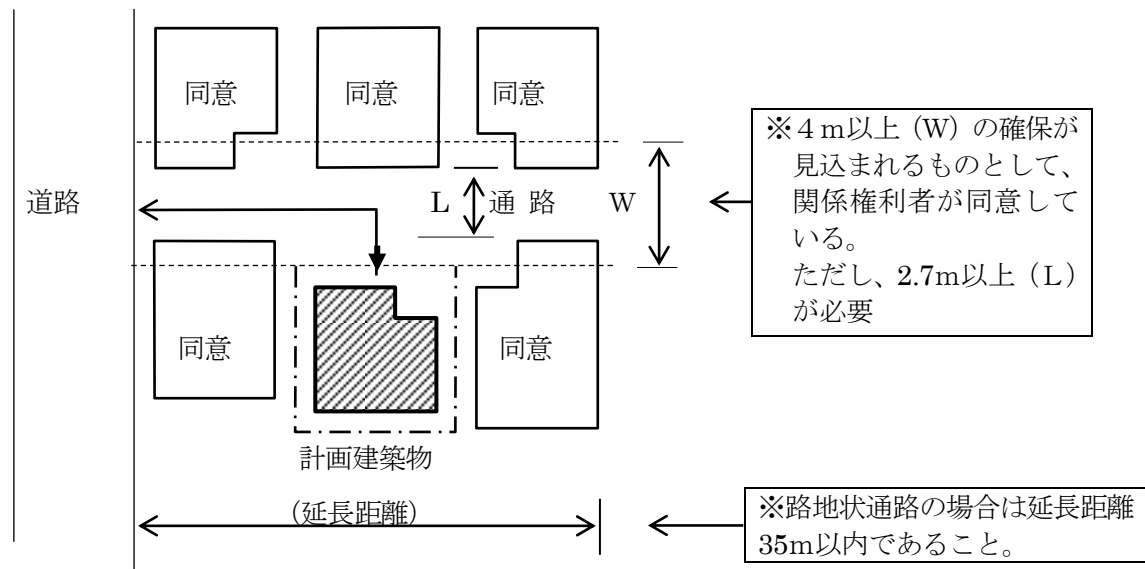 同意
同意
同意
道路
L
通 路
W
※4m以上(W)の確保が
見込まれるものとして、
関係権利者が同意して
いる。
ただし、2.7m以上(L)
が必要
同意
同意
計画建築物
(延長距離)
※路地状通路の場合は延長距離
35m以内であること。